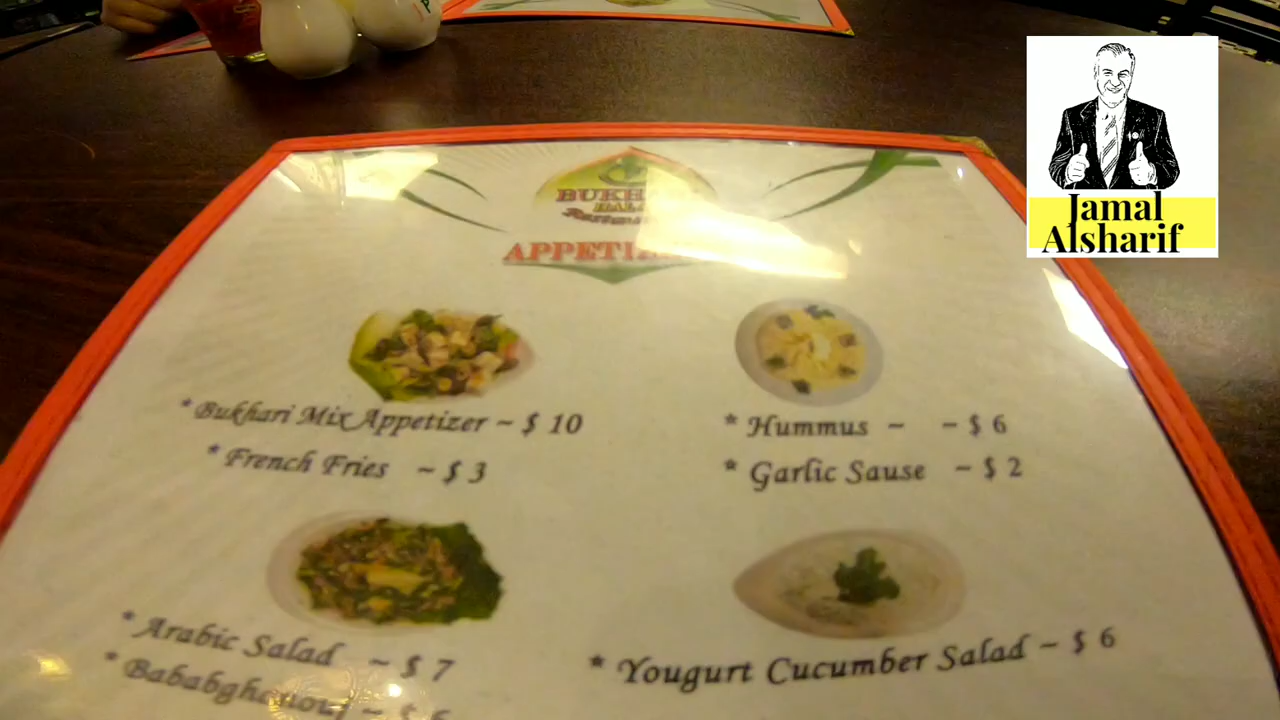 Jamal
Alsharif
* Bukhari Mix Appetizer ~ $ 10
* French Fries ~ $ 3
* Hummus ~ ~ $ 6
* Garlic Sause ~ $ 2
* Arabic Salad ~ $ 7
* Yougurt Cucumber Salad ~ $ 6